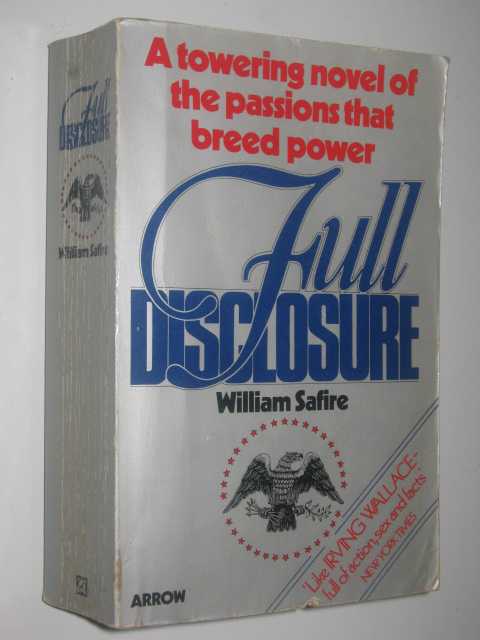 Full
DISCLOSURE
William Safire
A towering novel of
the passions that
breed power
Full
DISCLOSURE
William Safire
'Like IRVING WALLACE-
full of action, sex and facts'
NEW YORK TIMES
ARROW